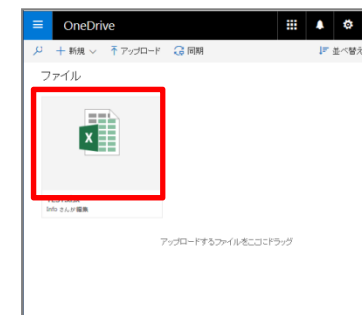 OneDrive
新規 アップロード 同期 並べ替え
ファイル
X
Info さんが編集
アップロードするファイルをここにドラッグ